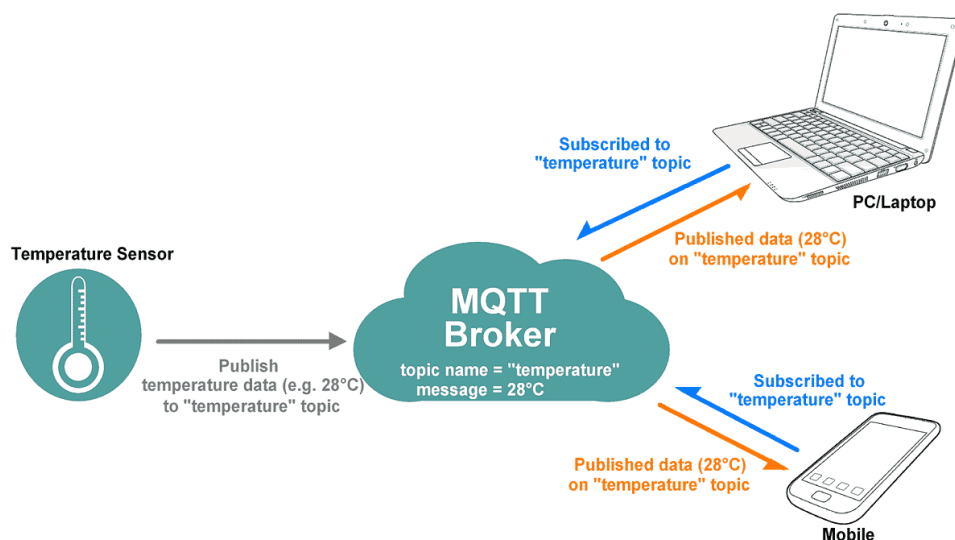 Temperature Sensor
Publish
temperature data (e.g. 28°C)
to "temperature" topic
MQTT
Broker
topic name = "temperature"
message = 28°C
Subscribed to
"temperature" topic
Published data (28°C)
on "temperature" topic
PC/Laptop
Subscribed to
"temperature" topic
Published data (28°C)
on "temperature" topic
Mobile